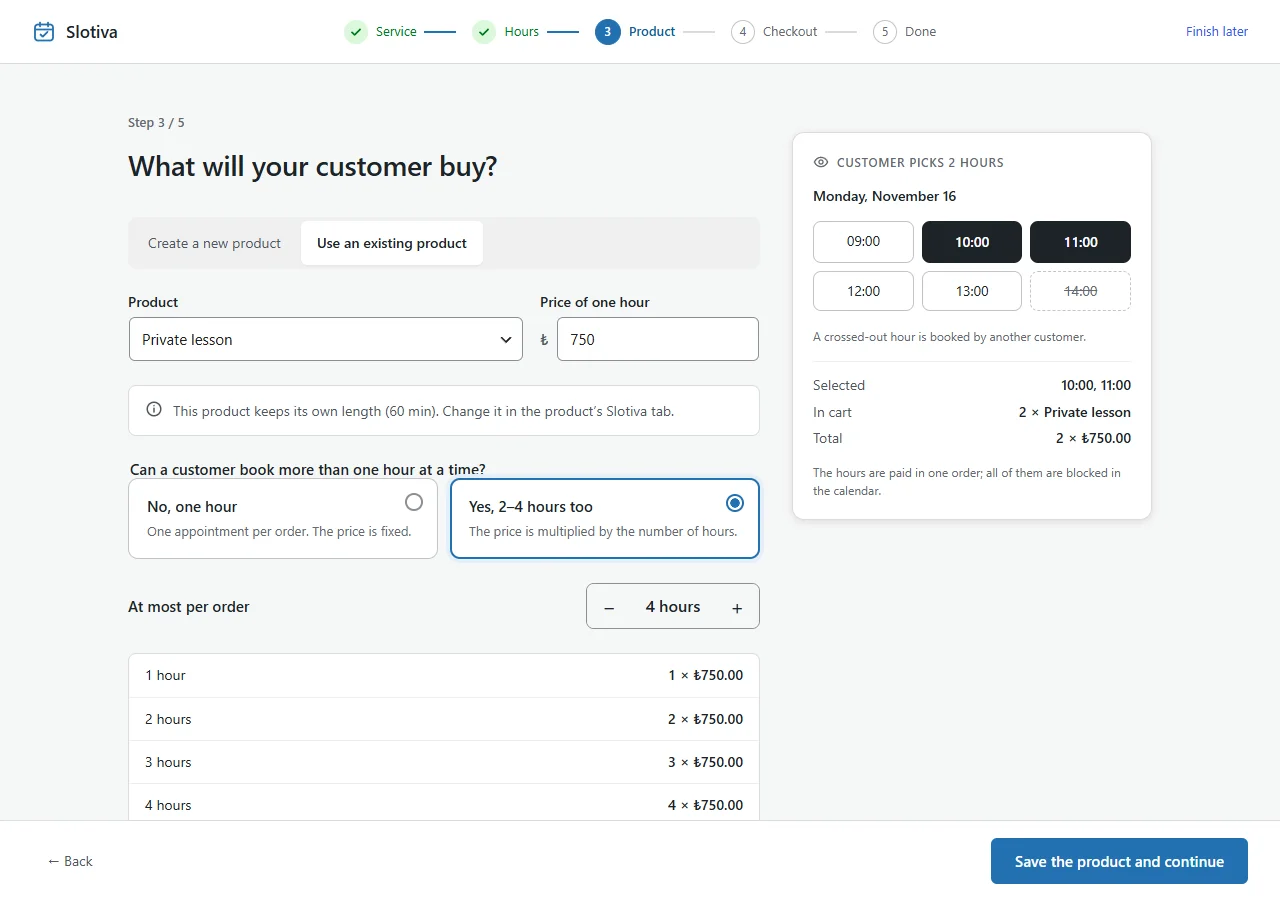 Slotiva
Service
Hours
3 Product
4 Checkout
5 Done
Finish later
Step 3 / 5
What will your customer buy?
Create a new product
Use an existing product
Product
Price of one hour
Private lesson
₺ 750
This product keeps its own length (60 min). Change it in the product’s Slotiva tab.
Can a customer book more than one hour at a time?
No, one hour
One appointment per order. The price is fixed.
Yes, 2–4 hours too
The price is multiplied by the number of hours.
At most per order
− 4 hours +
1 hour 1 × ₺750.00
2 hours 2 × ₺750.00
3 hours 3 × ₺750.00
4 hours 4 × ₺750.00
CUSTOMER PICKS 2 HOURS
Monday, November 16
09:00 10:00 11:00
12:00 13:00 14:00
A crossed-out hour is booked by another customer.
Selected 10:00, 11:00
In cart 2 × Private lesson
Total 2 × ₺750.00
The hours are paid in one order; all of them are blocked in
the calendar.
← Back
Save the product and continue